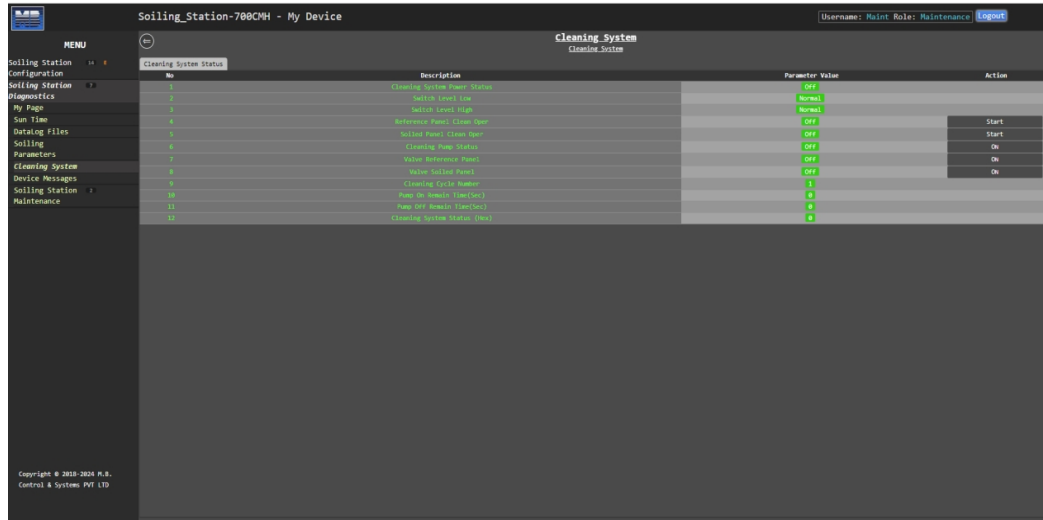 MB
Soiling_Station-700CMH - My Device
Username: Maint Role: Maintenance Logout
MENU
Soiling Station 14
Configuration
Soiling Station 7
Diagnostics
My Page
Sun Time
DataLog Files
Soiling
Parameters
Cleaning System
Device Messages
Soiling Station
Maintenance
Copyright © 2018-2024 M.B.
Control & Systems PVT LTD
Cleaning System
Cleaning System
Cleaning System Status
No Description Parameter Value Action
1 Cleaning System Power Status Off
2 Switch Level Low Normal
3 Switch Level High Normal
4 Reference Panel Clean Oper Off Start
5 Soiled Panel Clean Oper Off Start
6 Cleaning Pump Status Off ON
7 Valve Reference Panel Off ON
8 Valve Soiled Panel Off ON
9 Cleaning Cycle Number 1
10 Pump On Remain Time(Sec) 0
11 Pump Off Remain Time(Sec) 0
12 Cleaning System Status (Hex) 0